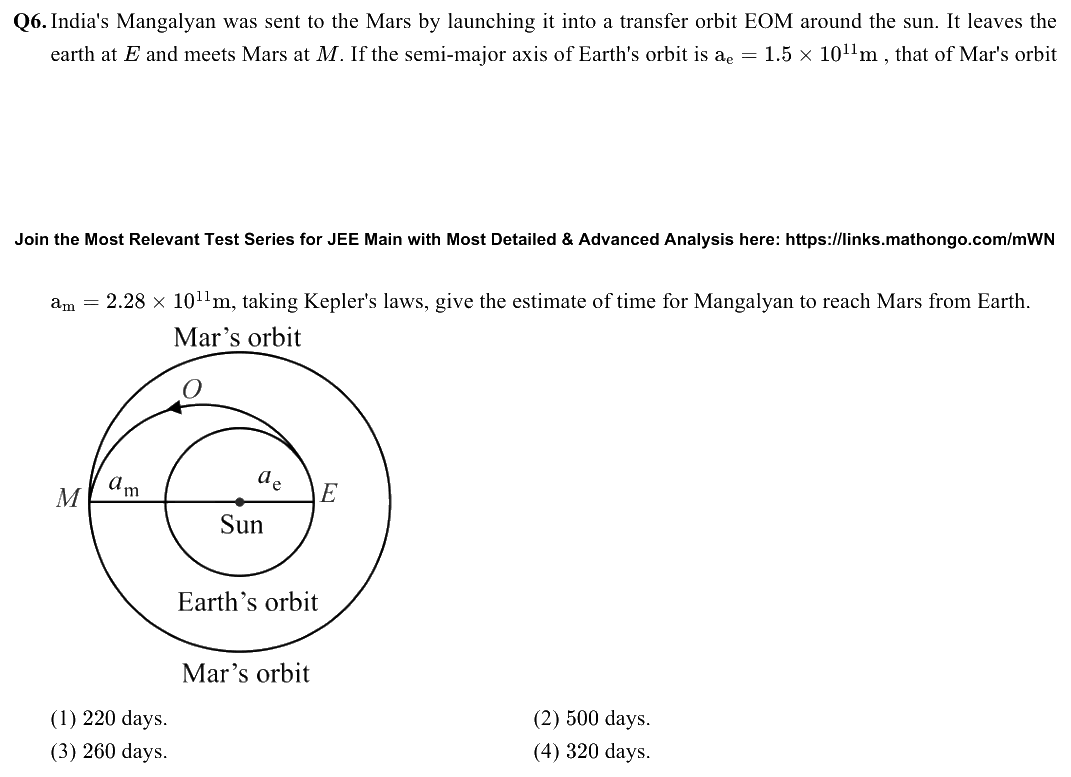 Q6. India's Mangalyan was sent to the Mars by launching it into a transfer orbit EOM around the sun. It leaves the
earth at E and meets Mars at M. If the semi-major axis of Earth's orbit is aₑ = 1.5 × 10¹¹m , that of Mar's orbit
Join the Most Relevant Test Series for JEE Main with Most Detailed & Advanced Analysis here: https://links.mathongo.com/mWN
aₘ = 2.28 × 10¹¹m, taking Kepler's laws, give the estimate of time for Mangalyan to reach Mars from Earth.
Mar’s orbit
O
aₘ
aₑ
M
E
Sun
Earth’s orbit
Mar’s orbit
(1) 220 days.
(2) 500 days.
(3) 260 days.
(4) 320 days.